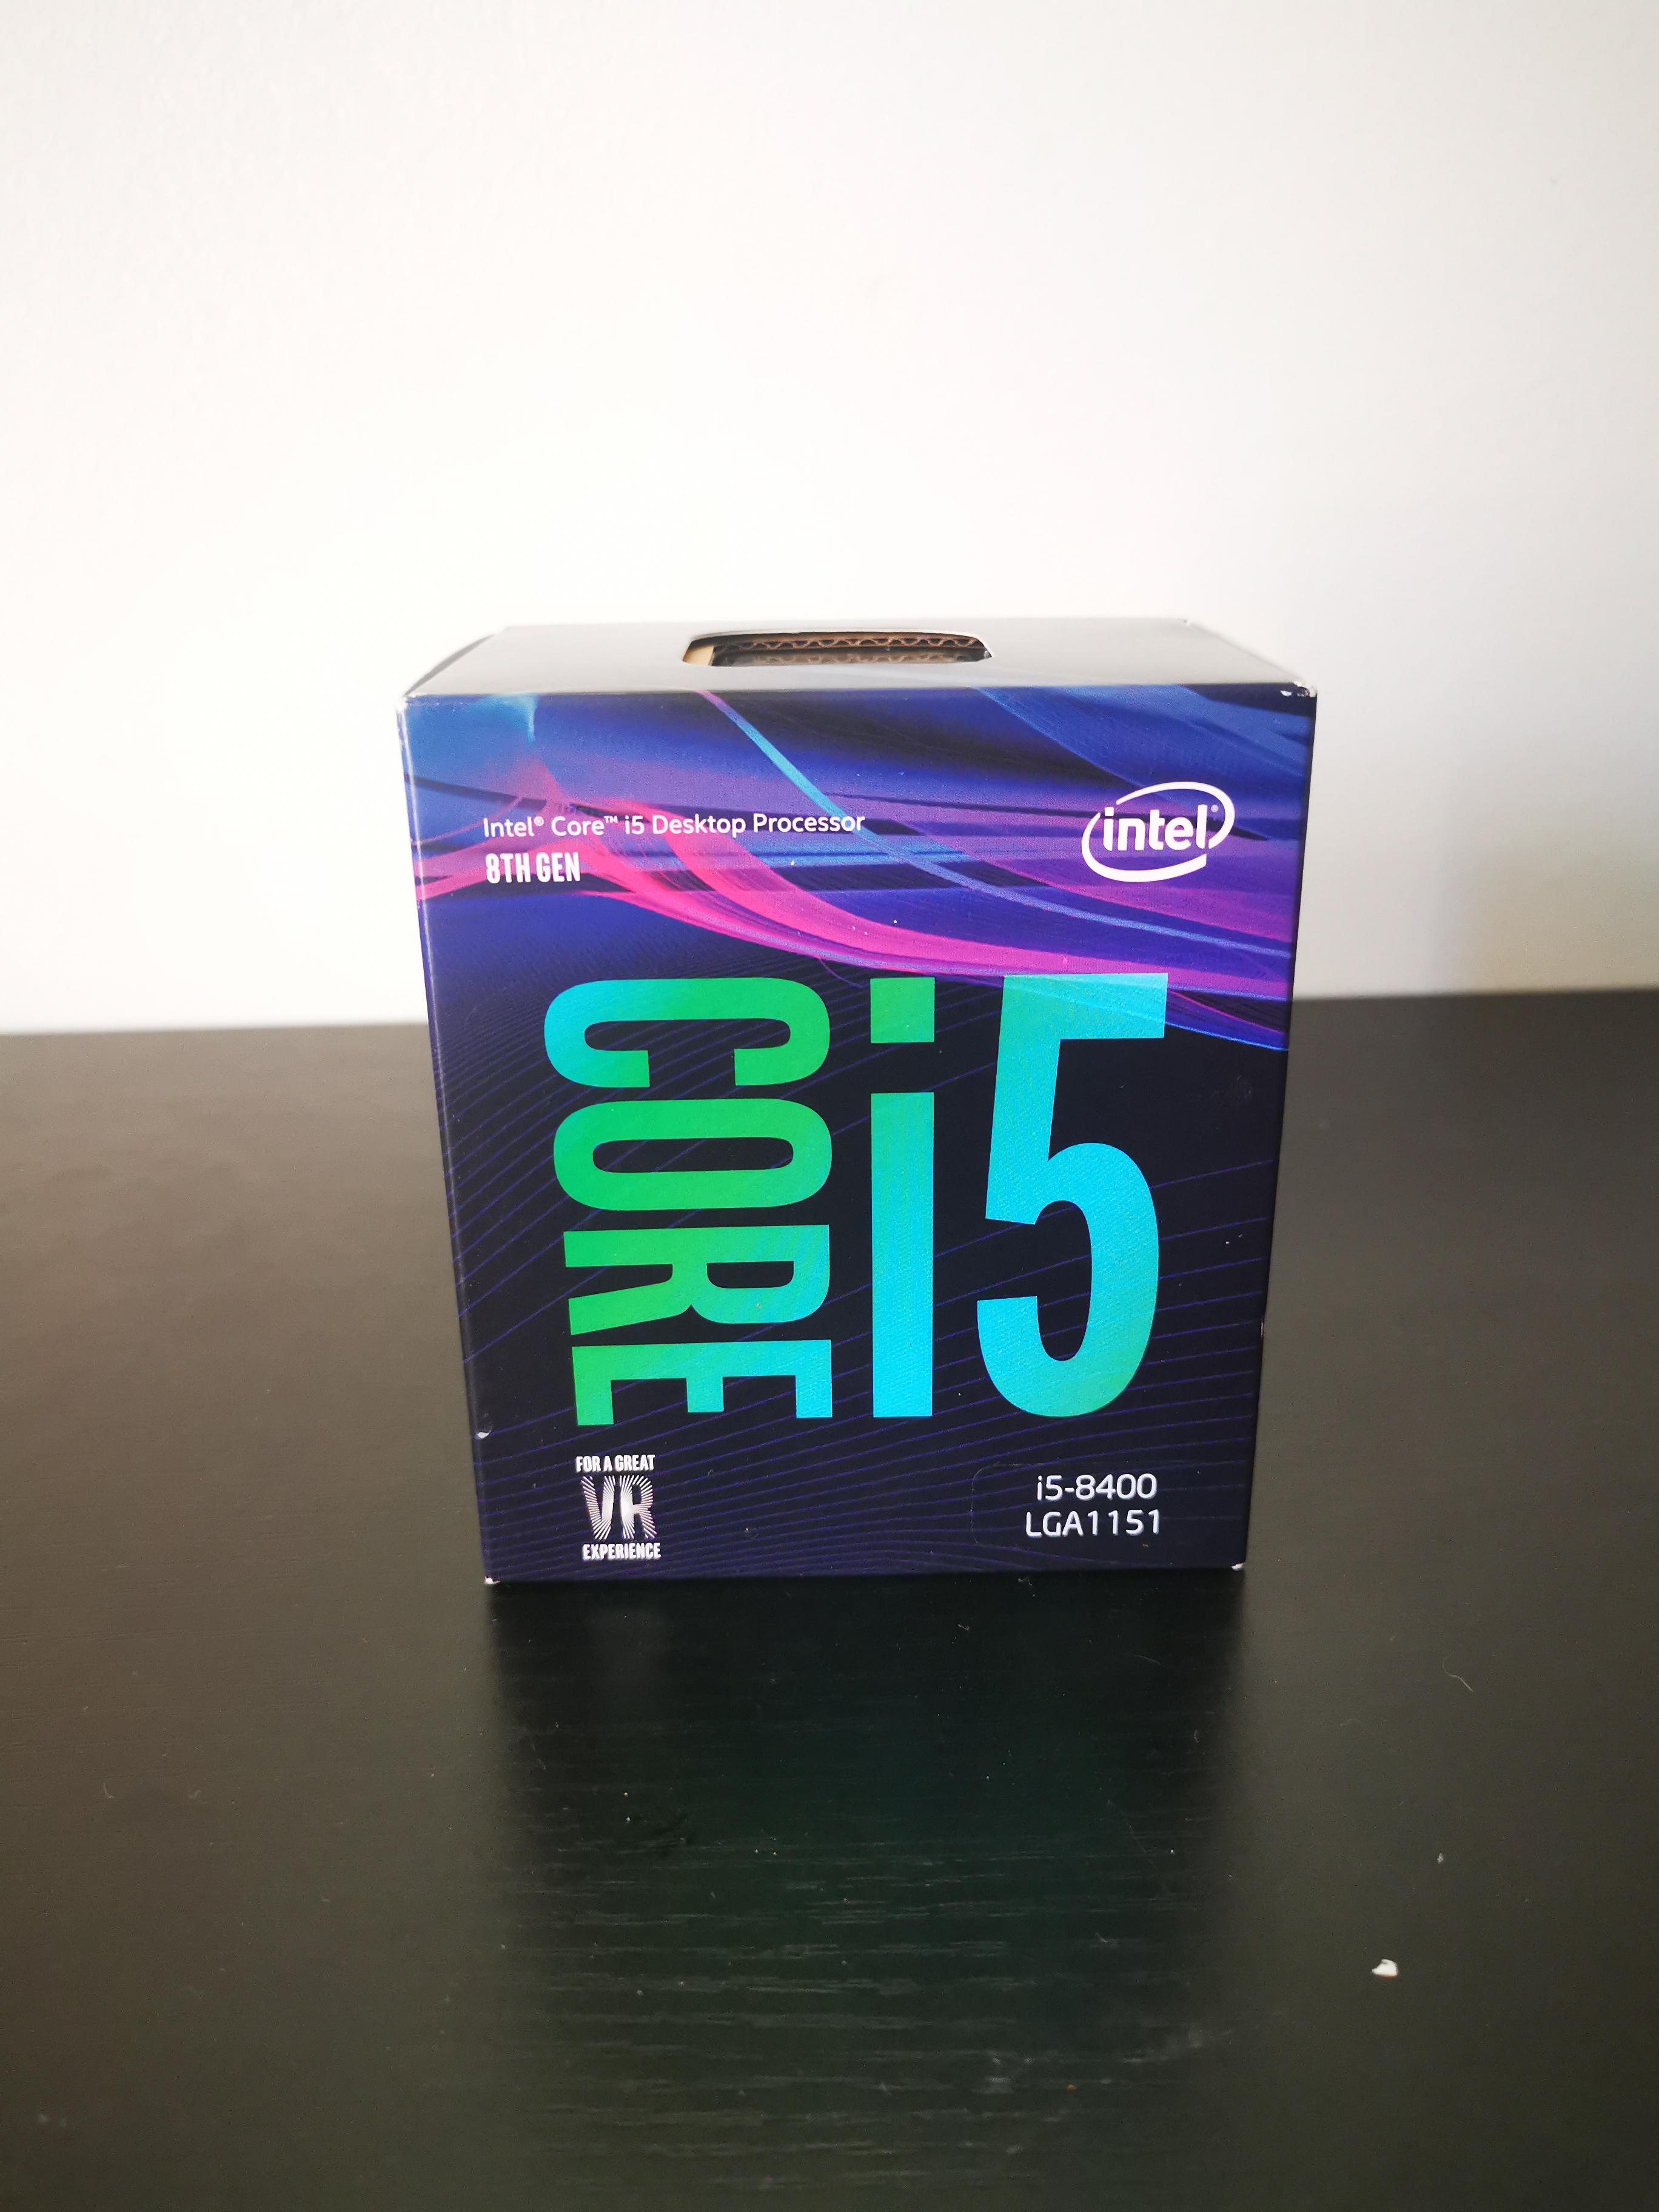 Intel® Core™ i5 Desktop Processor
8TH GEN
intel®
CORE i5
FOR A GREAT
VR
EXPERIENCE
i5-8400
LGA1151